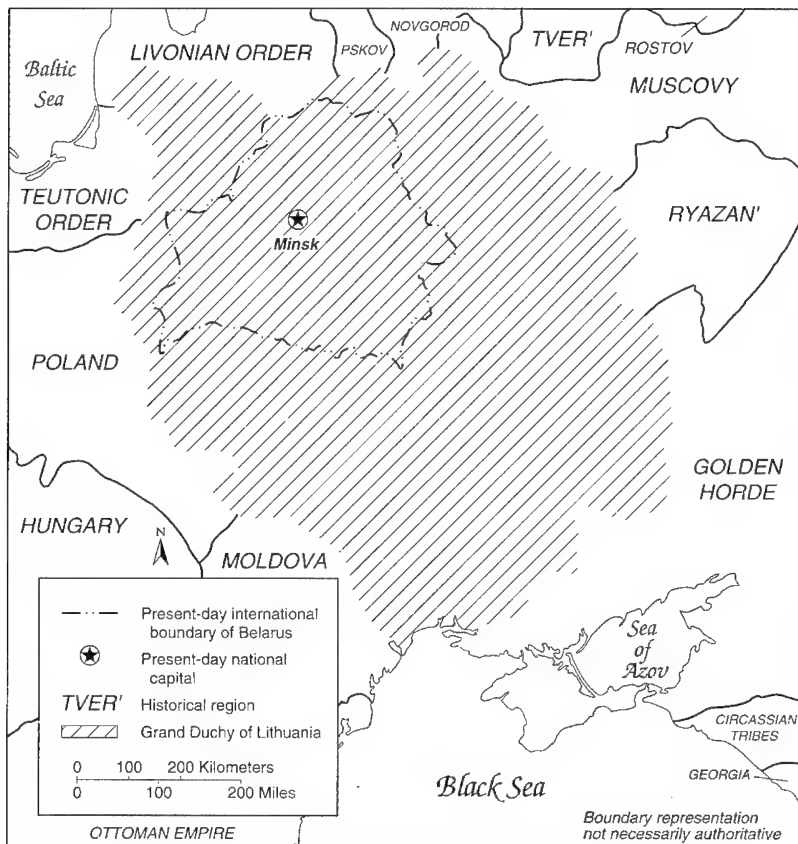 NOVGOROD
LIVONIAN ORDER
PSKOV
TVER'
ROSTOV
Baltic
Sea
MUSCOVY
TEUTONIC
ORDER
RYAZAN'
Minsk
POLAND
GOLDEN
HORDE
HUNGARY
N
MOLDOVA
Present-day international
boundary of Belarus
Present-day national
capital
TVER' Historical region
Grand Duchy of Lithuania
0 100 200 Kilometers
0 100 200 Miles
Sea
of
Azov
CIRCASSIAN
TRIBES
GEORGIA
Black Sea
OTTOMAN EMPIRE
Boundary representation
not necessarily authoritative